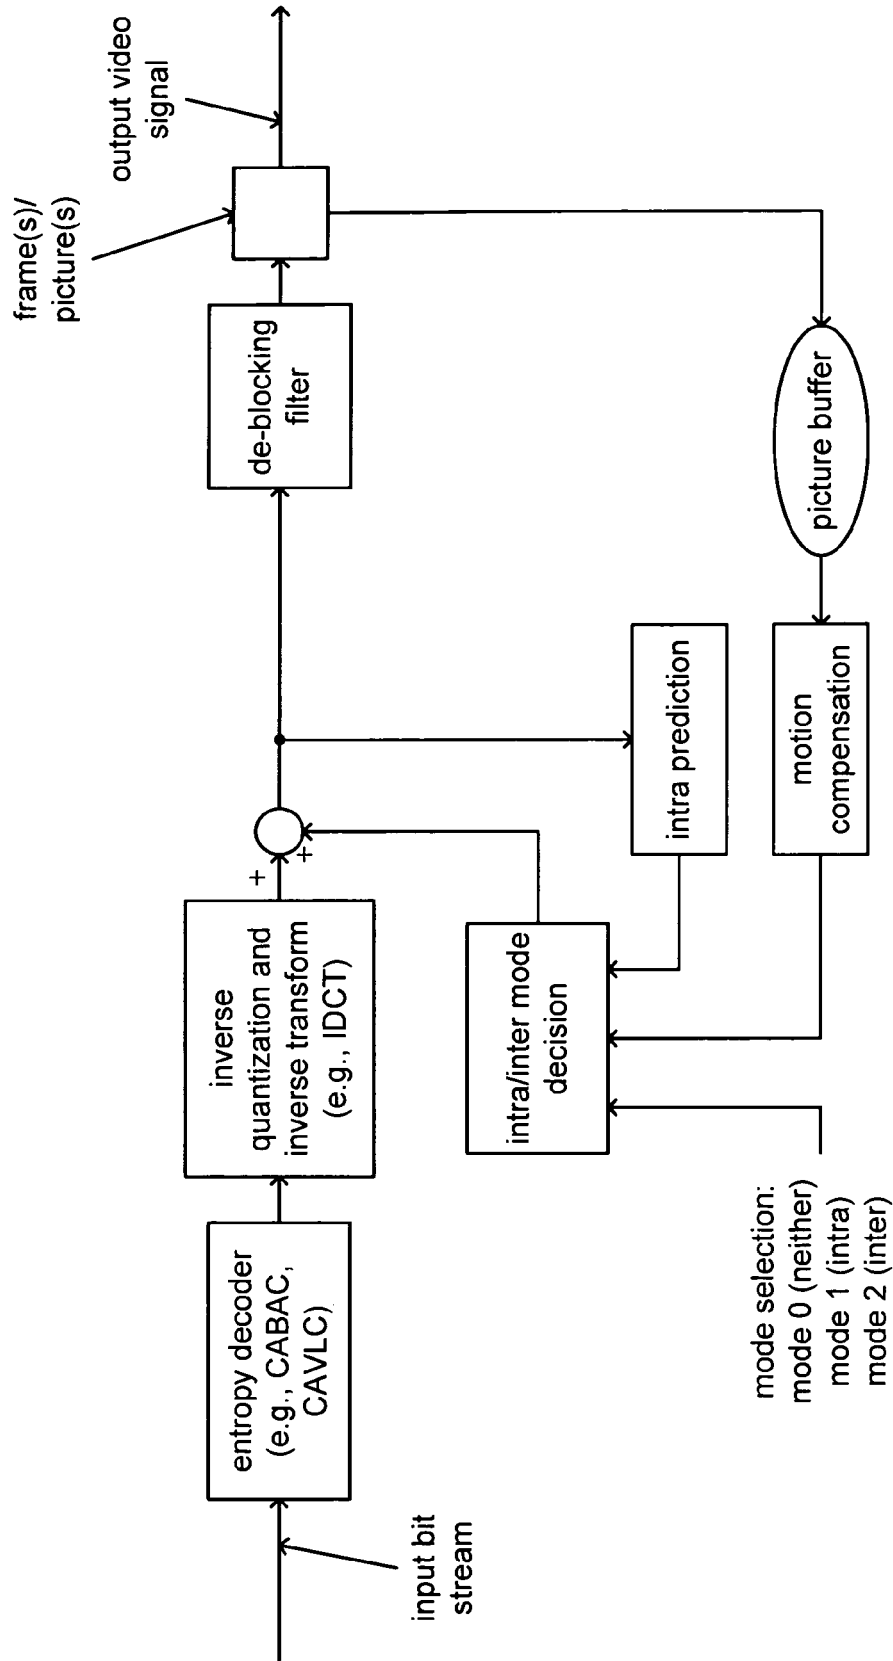 input bit
stream
entropy decoder
(e.g., CABAC,
CAVLC)
inverse
quantization and
inverse transform
(e.g., IDCT)
+
+
de-blocking
filter
frame(s)/
picture(s)
output video
signal
intra/inter mode
decision
intra prediction
motion
compensation
picture buffer
mode selection:
mode 0 (neither)
mode 1 (intra)
mode 2 (inter)